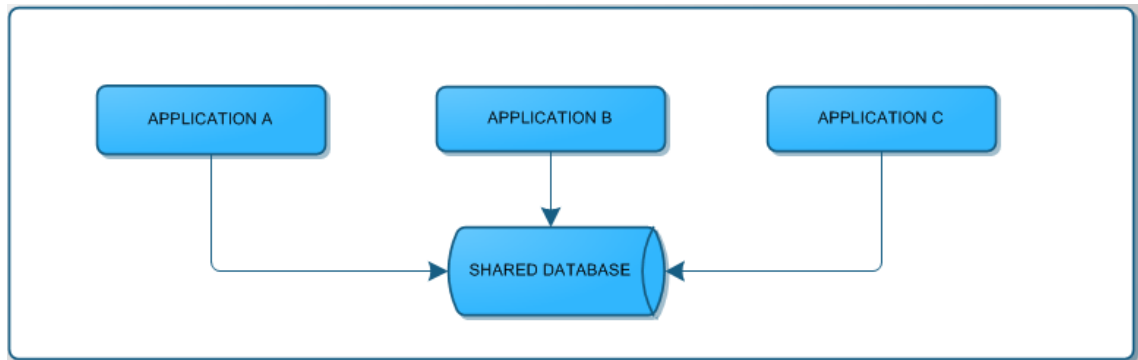 APPLICATION A
APPLICATION B
APPLICATION C
SHARED DATABASE